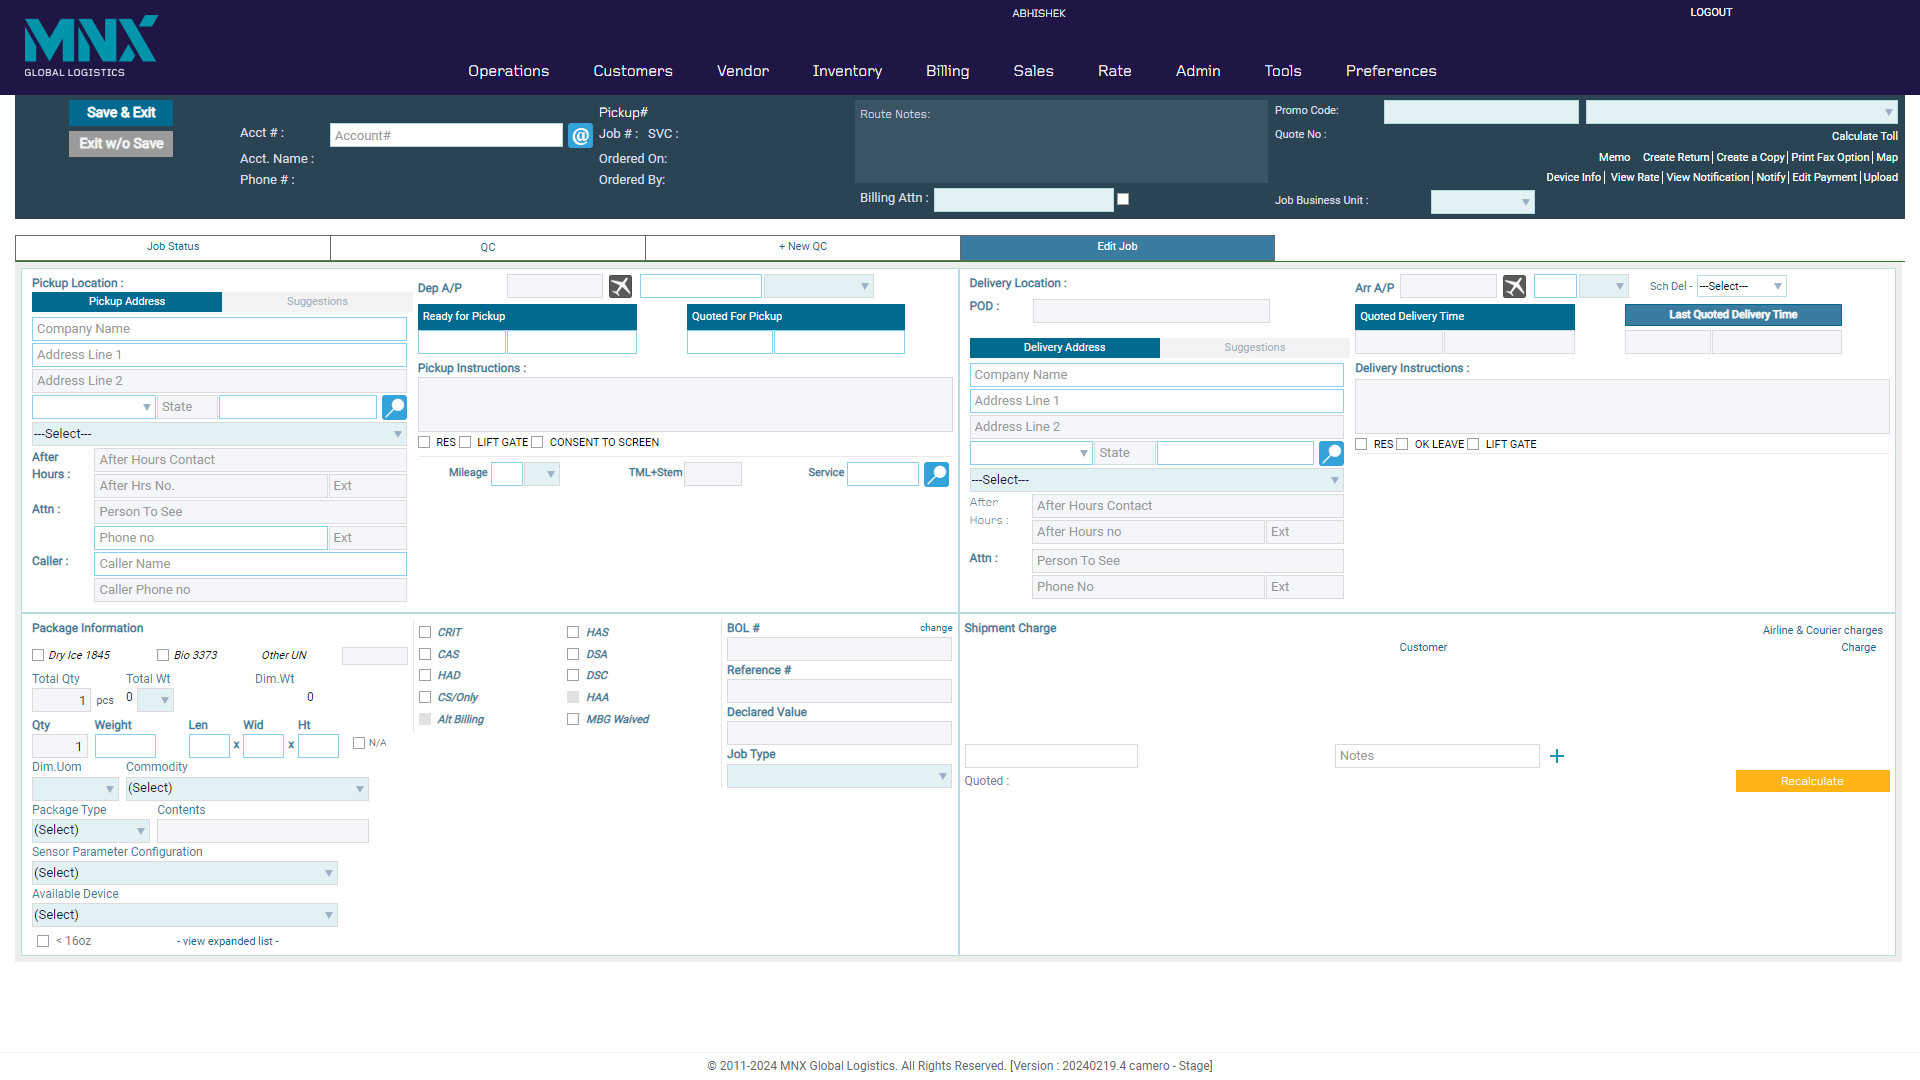 ABHISHEK
LOGOUT
MNX
GLOBAL LOGISTICS
Operations Customers Vendor Inventory Billing Sales Rate Admin Tools Preferences
Save & Exit
Exit w/o Save
Acct # :
Account#
@
Acct. Name :
Phone # :
Pickup#
Job # : SVC :
Ordered On:
Ordered By:
Route Notes:
Billing Attn :
Promo Code:
Quote No :
Calculate Toll
Memo Create Return| Create a Copy| Print Fax Option| Map
Device Info| View Rate| View Notification| Notify| Edit Payment| Upload
Job Business Unit :
Job Status
QC
+ New QC
Edit Job
Pickup Location :
Pickup Address
Suggestions
Company Name
Address Line 1
Address Line 2
State
---Select---
After Hours :
After Hours Contact
After Hrs No.
Ext
Attn :
Person To See
Phone no
Ext
Caller :
Caller Name
Caller Phone no
Dep A/P
Ready for Pickup
Quoted For Pickup
Pickup Instructions :
RES LIFT GATE CONSENT TO SCREEN
Mileage
TML+Stem
Service
Delivery Location :
POD :
Delivery Address
Suggestions
Company Name
Address Line 1
Address Line 2
State
---Select---
After Hours :
After Hours Contact
After Hours no
Ext
Attn :
Person To See
Phone No
Ext
Arr A/P
Sch Del - ---Select---
Quoted Delivery Time
Last Quoted Delivery Time
Delivery Instructions :
RES OK LEAVE LIFT GATE
Package Information
Dry Ice 1845 Bio 3373 Other UN
Total Qty Total Wt Dim.Wt
1 pcs 0 0
Qty Weight Len Wid Ht
1 x x N/A
Dim.Uom Commodity
(Select)
Package Type Contents
(Select)
Sensor Parameter Configuration
(Select)
Available Device
(Select)
< 16oz - view expanded list -
CRIT HAS
CAS DSA
HAD DSC
CS/Only HAA
Alt Billing MBG Waived
BOL # change
Reference #
Declared Value
Job Type
Shipment Charge
Airline & Courier charges
Customer Charge
Notes +
Quoted :
Recalculate
© 2011-2024 MNX Global Logistics. All Rights Reserved. [Version : 20240219.4 camero - Stage]